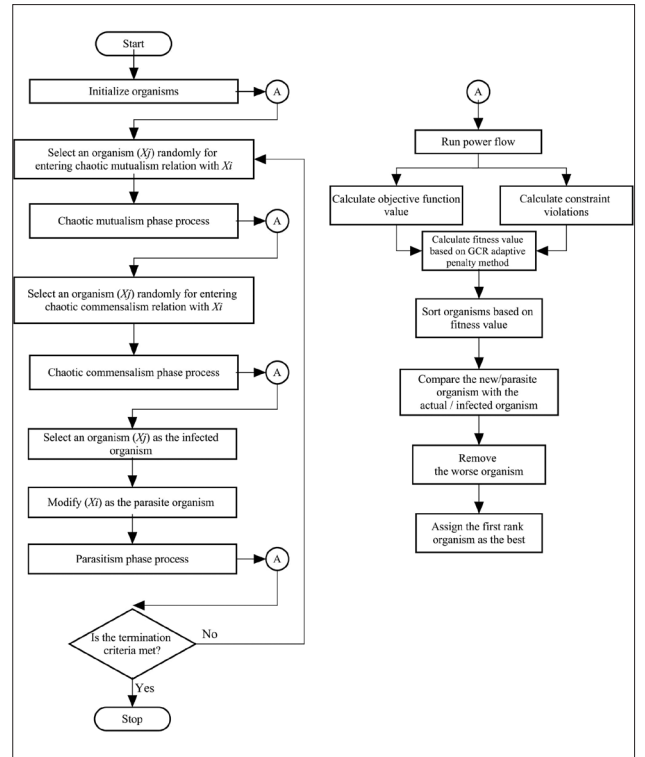 Start
Initialize organisms
A
Select an organism (Xj) randomly for
entering chaotic mutualism relation with Xi
Chaotic mutualism phase process
A
Select an organism (Xj) randomly for entering
chaotic commensalism relation with Xi
Chaotic commensalism phase process
A
Select an organism (Xj) as the infected
organism
Modify (Xi) as the parasite organism
Parasitism phase process
A
Is the termination
criteria met?
No
Yes
Stop
A
Run power flow
Calculate objective function
value
Calculate constraint
violations
Calculate fitness value
based on GCR adaptive
penalty method
Sort organisms based on
fitness value
Compare the new/parasite
organism with the
actual / infected organism
Remove
the worse organism
Assign the first rank
organism as the best